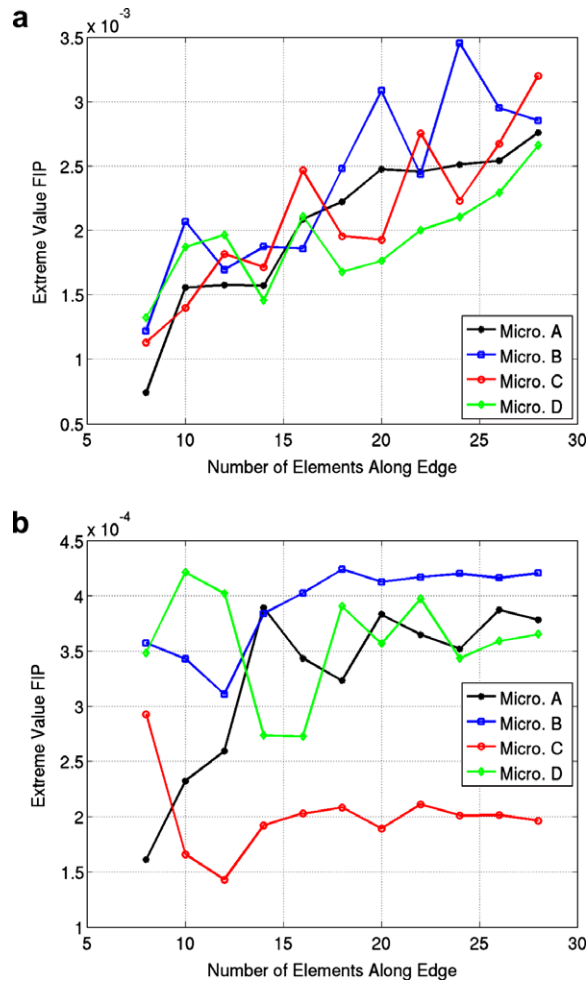 a
x 10-3
3.5
3
2.5
2
1.5
1
0.5
5
10
15
20
25
30
Extreme Value FIP
Number of Elements Along Edge
Micro. A
Micro. B
Micro. C
Micro. D
b
x 10-4
4.5
4
3.5
3
2.5
2
1.5
1
5
10
15
20
25
30
Extreme Value FIP
Number of Elements Along Edge
Micro. A
Micro. B
Micro. C
Micro. D